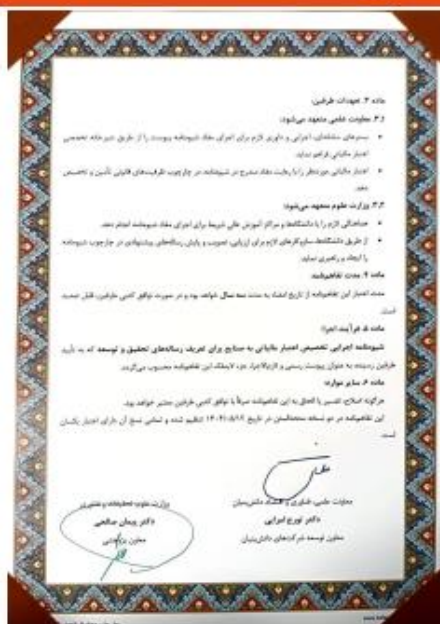 ماده ۳. تعهدات طرفین:
۳.۱. معاونت علمی متعهد می‌شود:
بسترهای سامانه‌ای، اجرایی و داوری لازم برای اجرای مفاد شیوه‌نامه پیوست را از طریق دبیرخانه تخصصی
اعتبار مالیاتی فراهم نماید.
اعتبار مالیاتی موردنظر را با رعایت مفاد مندرج در شیوه‌نامه، در چارچوب ظرفیت‌های قانونی تأمین و تخصیص
دهد.
۳.۲. وزارت علوم متعهد می‌شود:
هماهنگی لازم را با دانشگاه‌ها و مراکز آموزش عالی ذیربط برای اجرای مفاد شیوه‌نامه انجام دهد.
از طریق دانشگاه‌ها، سازوکارهای لازم برای ارزیابی، تصویب و پایش رساله‌های پیشنهادی در چارچوب شیوه‌نامه
را ایجاد و راهبری نماید.
ماده ۴. مدت تفاهم‌نامه:
مدت اعتبار این تفاهم‌نامه از تاریخ امضاء به مدت سه سال خواهد بود و در صورت توافق کتبی طرفین، قابل تمدید
است.
ماده ۵. فرآیند اجرا:
شیوه‌نامه اجرایی تخصیص اعتبار مالیاتی به صنایع برای تعریف رساله‌های تحقیق و توسعه که به تأیید
طرفین رسیده، به عنوان پیوست رسمی و لازم‌الاجرا، جزء لاینفک این تفاهم‌نامه محسوب می‌گردد.
ماده ۶. سایر موارد:
هرگونه اصلاح، تفسیر یا الحاق به این تفاهم‌نامه صرفاً با توافق کتبی طرفین معتبر خواهد بود.
این تفاهم‌نامه در دو نسخه متحدالمتن در تاریخ تنظیم شده و تمامی نسخ آن دارای اعتبار یکسان
است.
معاونت علمی، فناوری و اقتصاد دانش‌بنیان
دکتر تورج امرایی
معاون توسعه شرکت‌های دانش‌بنیان
وزارت علوم، تحقیقات و فناوری
دکتر پیمان صالحی
معاون پژوهشی